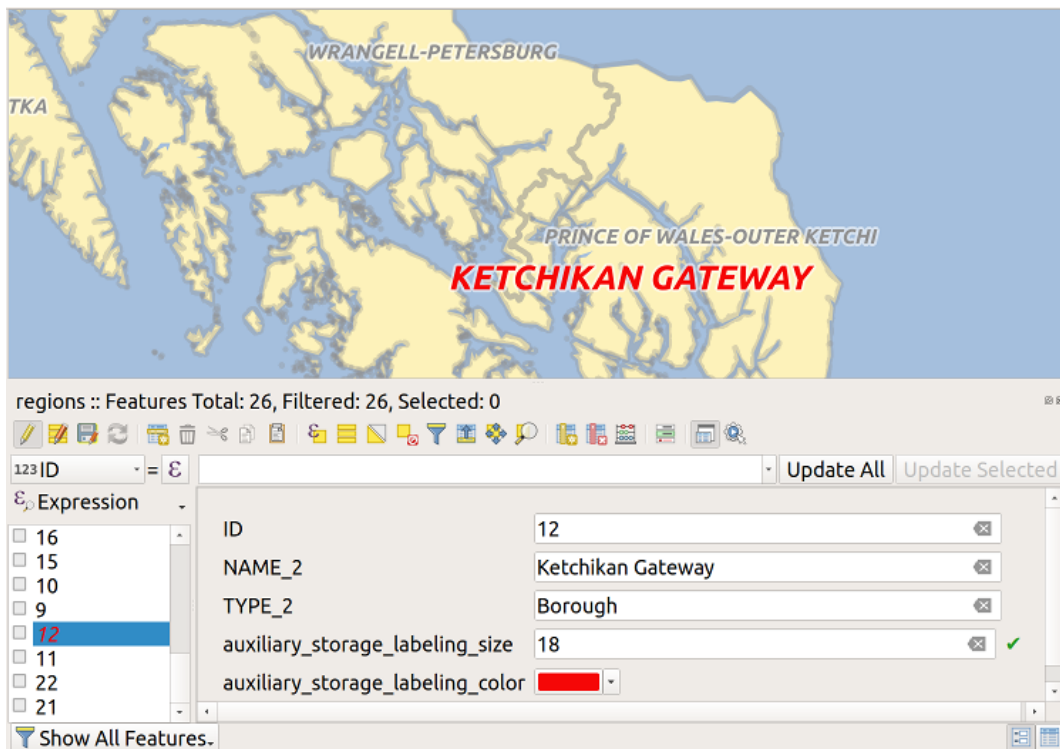 WRANGELL-PETERSBURG
TKA
PRINCE OF WALES-OUTER KETCHI
KETCHIKAN GATEWAY
regions :: Features Total: 26, Filtered: 26, Selected: 0
123 ID = ε Update All Update Selected
Expression
16
15
10
9
12
11
22
21
ID 12
NAME_2 Ketchikan Gateway
TYPE_2 Borough
auxiliary_storage_labeling_size 18
auxiliary_storage_labeling_color
Show All Features